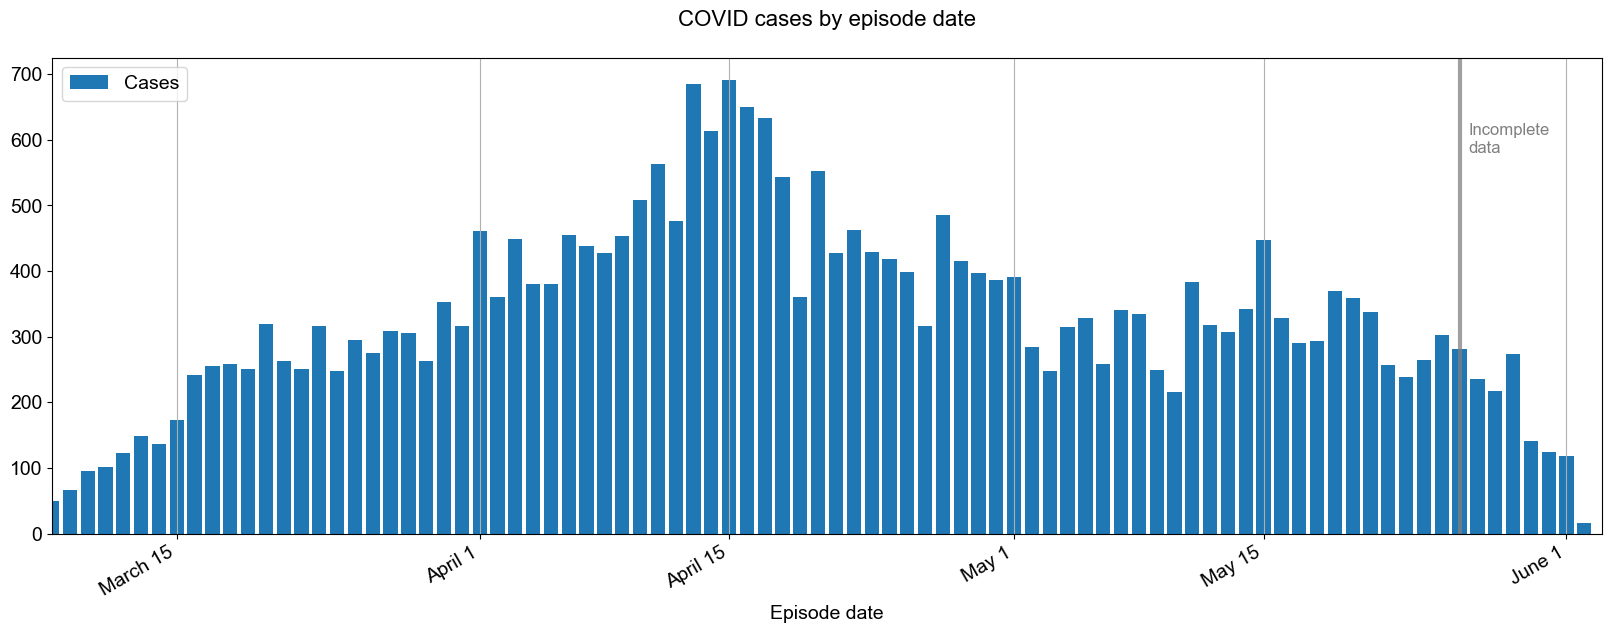 COVID cases by episode date
Cases
700
600
500
400
300
200
100
0
Incomplete
data
March 15
April 1
April 15
May 1
May 15
June 1
Episode date